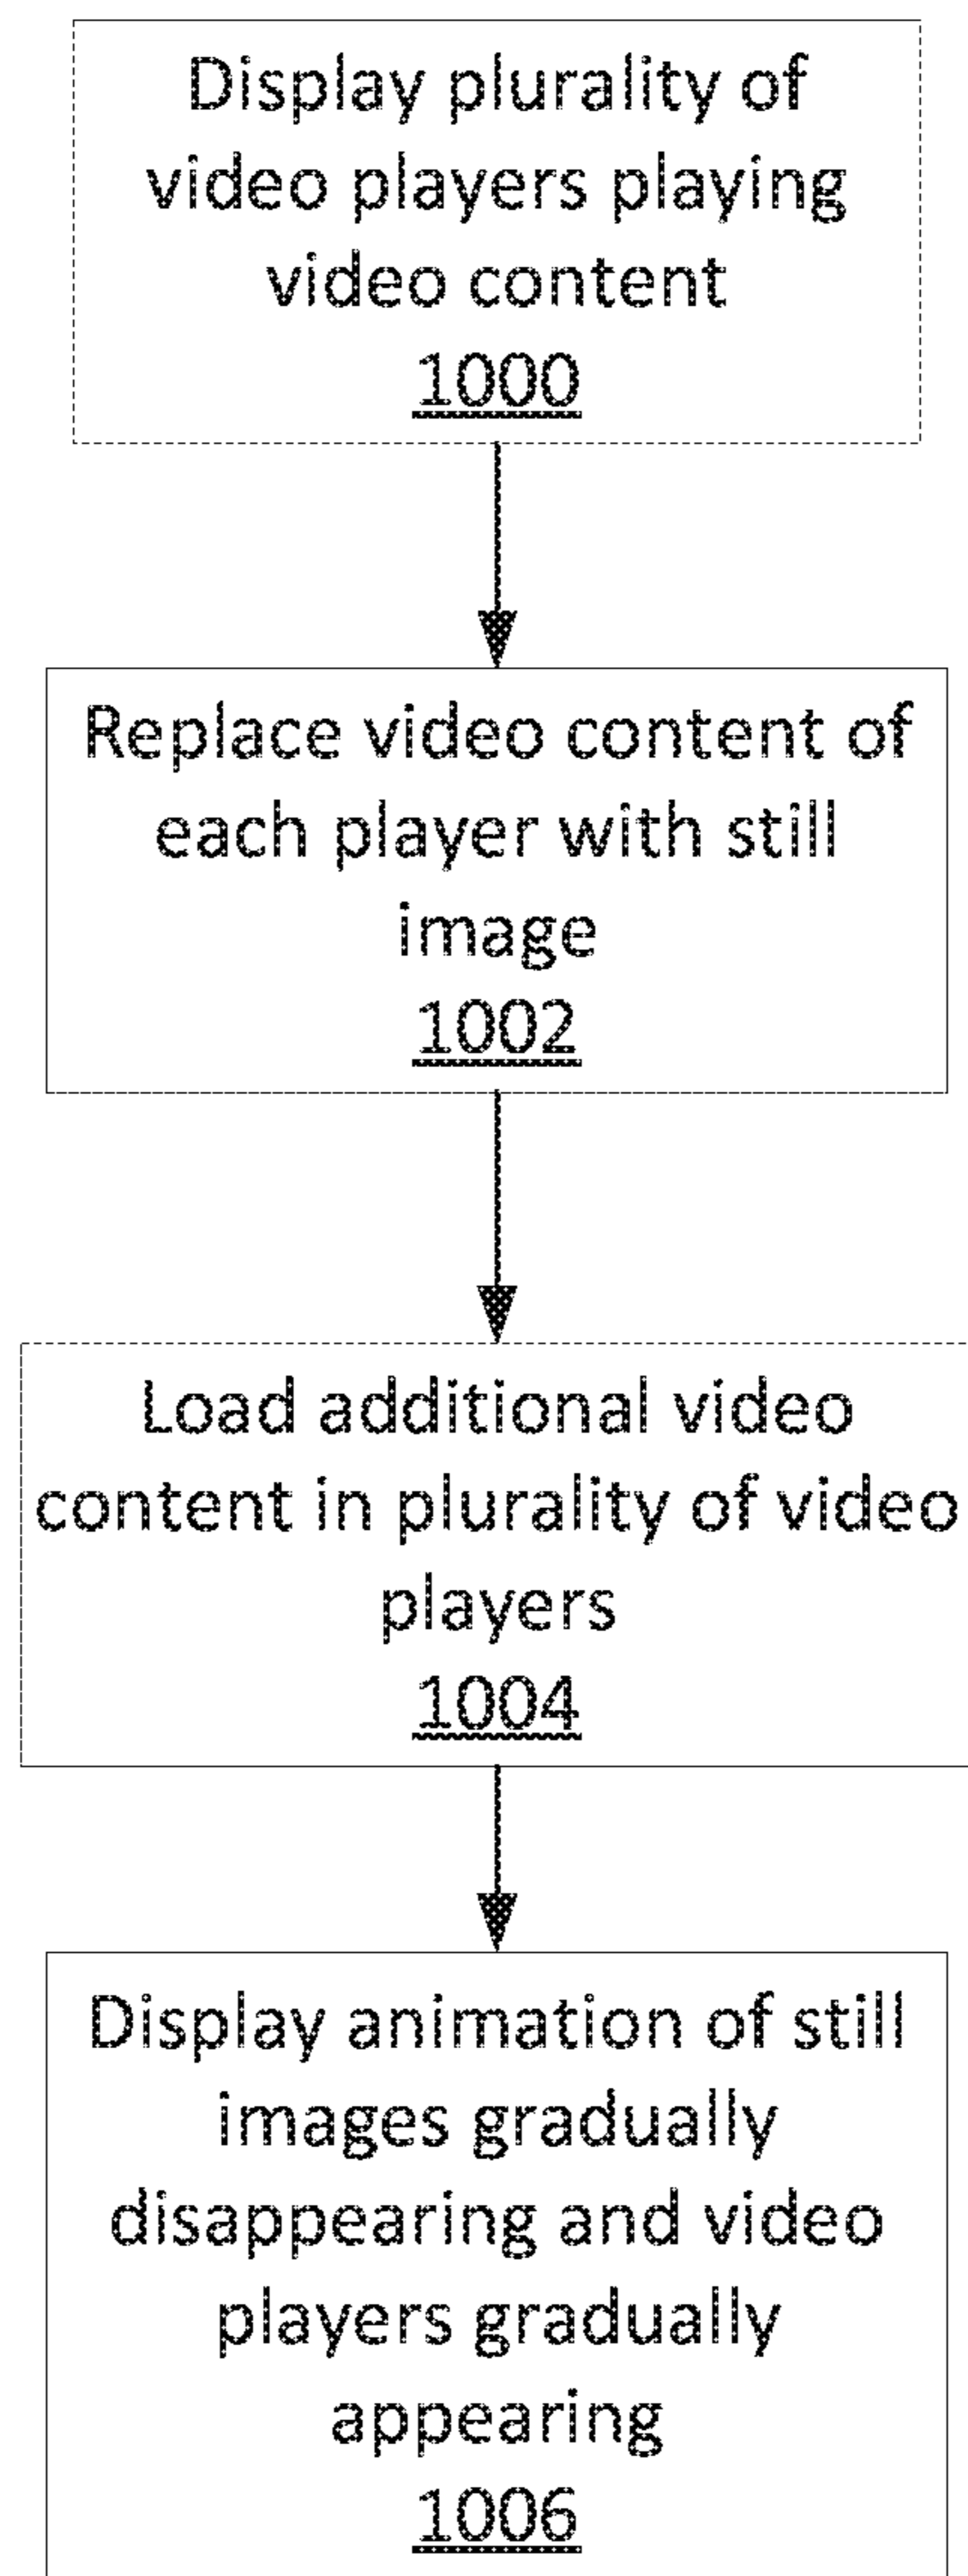 Display plurality of
video players playing
video content
1000
Replace video content of
each player with still
image
1002
Load additional video
content in plurality of video
players
1004
Display animation of still
images gradually
disappearing and video
players gradually
appearing
1006